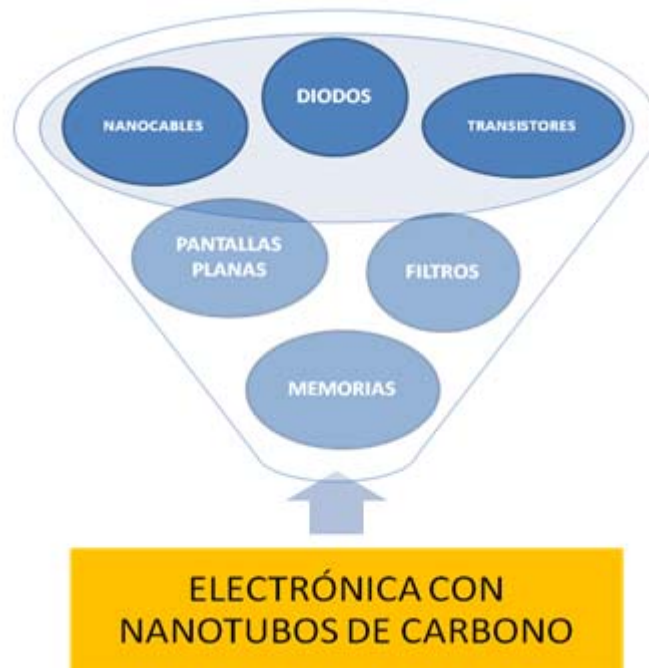 NANOCABLES
DIODOS
TRANSISTORES
PANTALLAS
PLANAS
FILTROS
MEMORIAS
ELECTRÓNICA CON
NANOTUBOS DE CARBONO